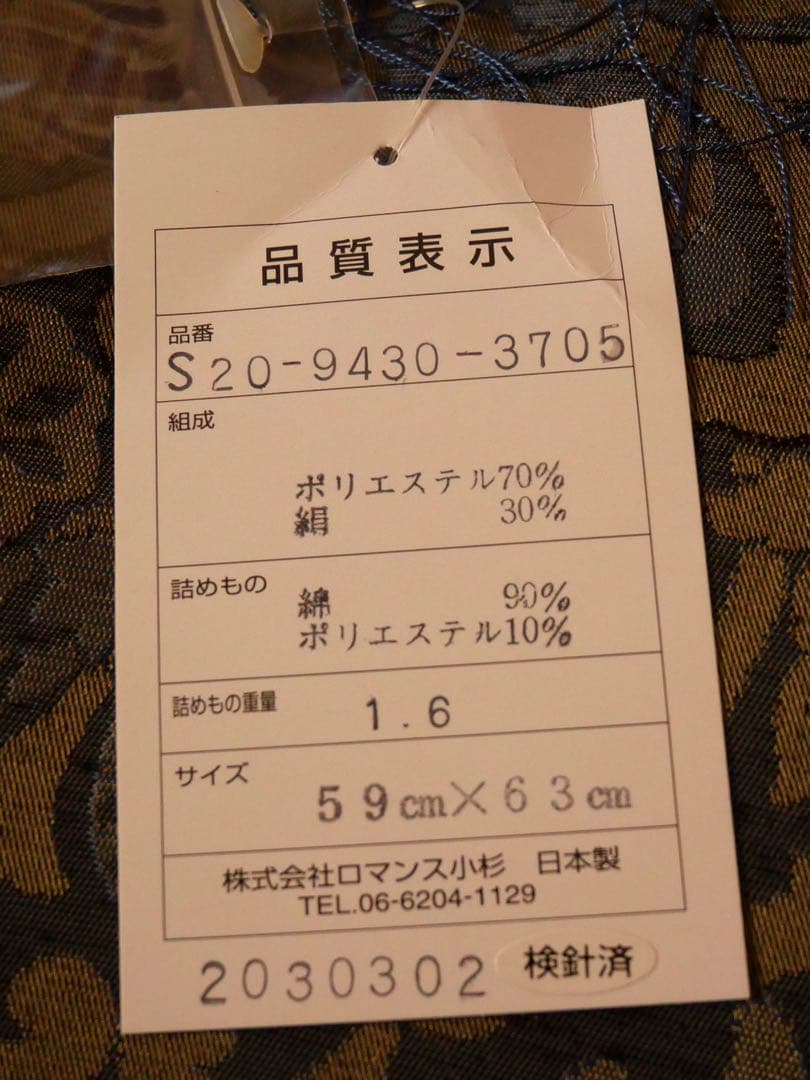 品質表示
品番
S20-9430-3705
組成
ポリエステル70%
絹 30%
詰めもの
綿 90%
ポリエステル10%
詰めもの重量 1.6
サイズ
59cm×63cm
株式会社ロマンス小杉 日本製
TEL.06-6204-1129
2030302 検針済